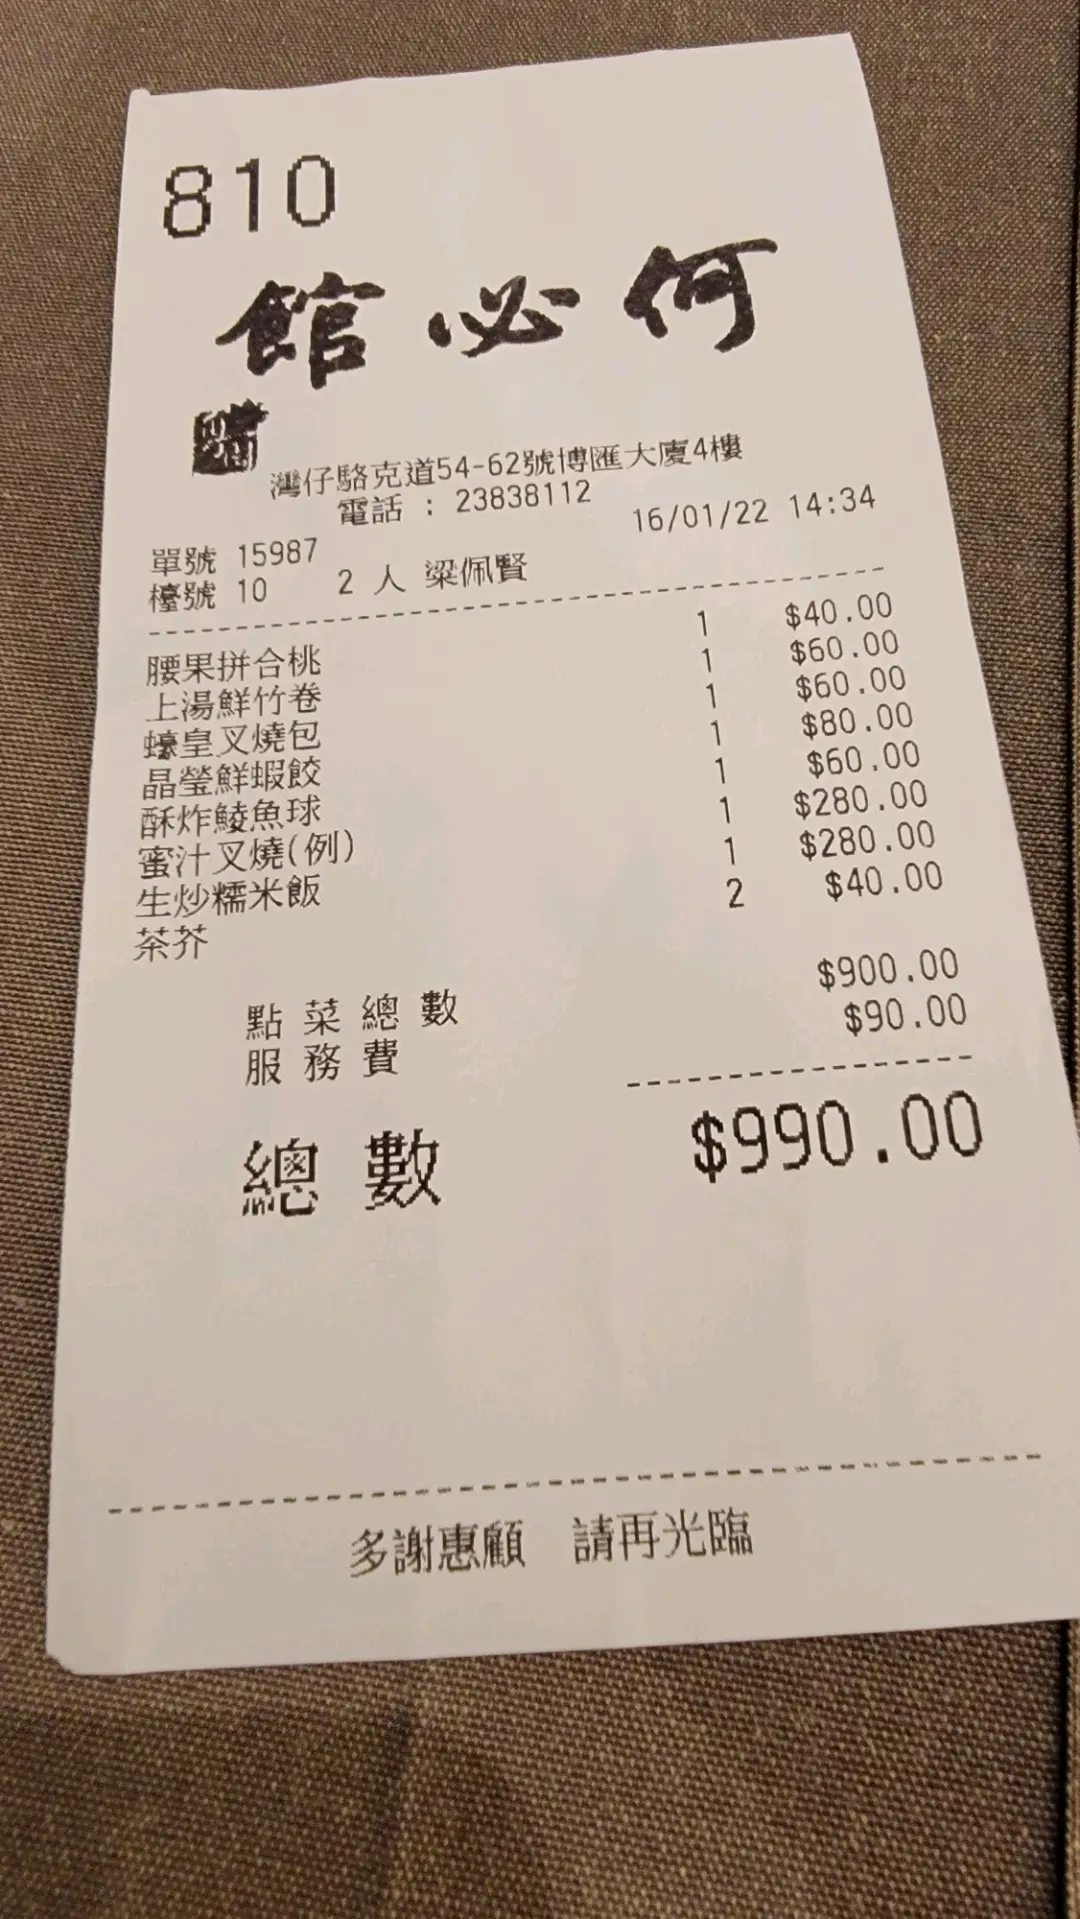 810
館必何
灣仔駱克道54-62號博匯大廈4樓
電話 : 23838112
16/01/22 14:34
單號 15987
檯號 10 2 人 梁佩賢
腰果拼合桃 1 $40.00
上湯鮮竹卷 1 $60.00
蠔皇叉燒包 1 $60.00
晶瑩鮮蝦餃 1 $80.00
酥炸鯪魚球 1 $60.00
蜜汁叉燒(例) 1 $280.00
生炒糯米飯 1 $280.00
茶芥 2 $40.00
點菜總數 $900.00
服務費 $90.00
總數 $990.00
多謝惠顧 請再光臨